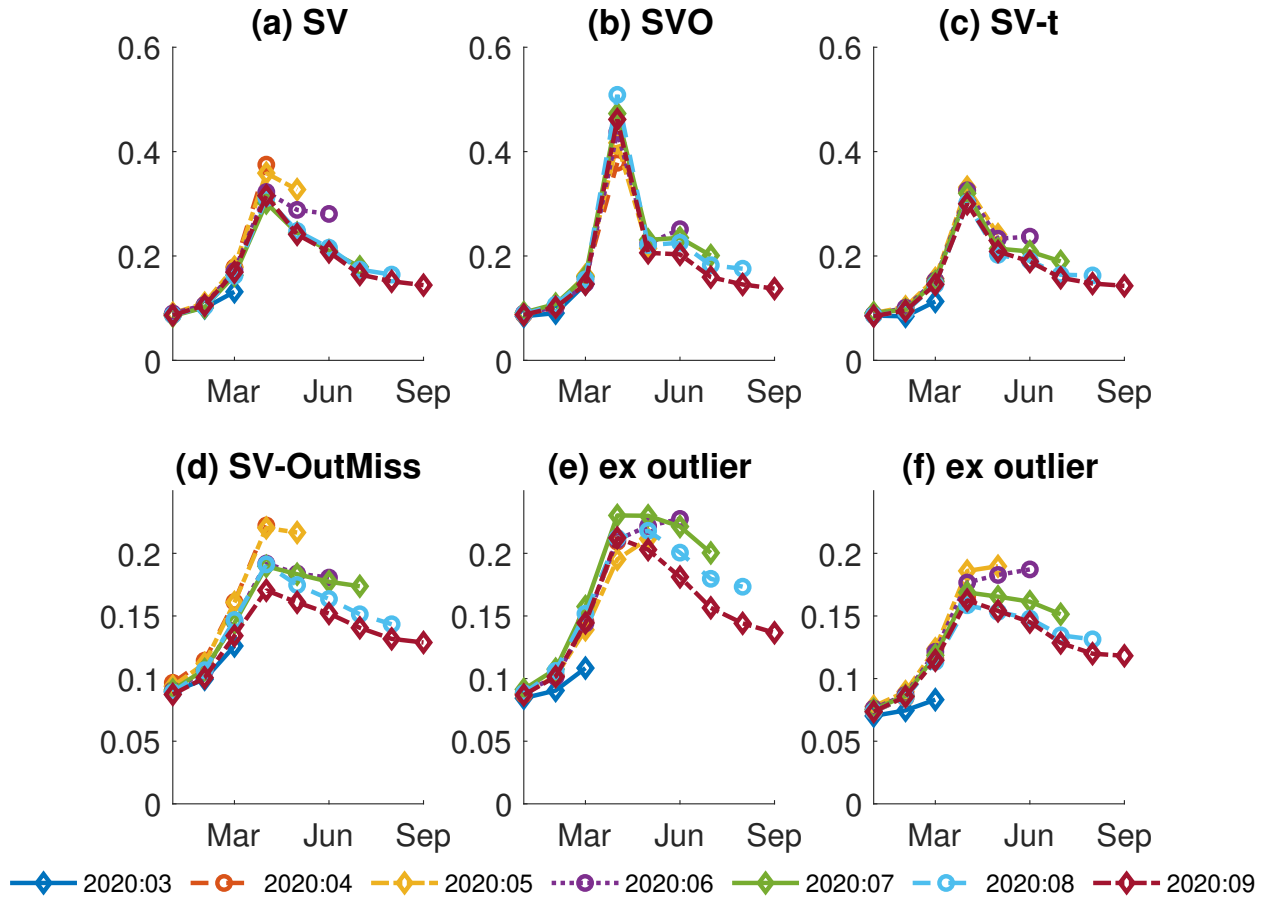 (a) SV
(b) SVO
(c) SV-t
0.6
0.4
0.2
0
Mar Jun Sep
0.6
0.4
0.2
0
Mar Jun Sep
0.6
0.4
0.2
0
Mar Jun Sep
(d) SV-OutMiss
(e) ex outlier
(f) ex outlier
0.2
0.15
0.1
0.05
0
Mar Jun Sep
0.2
0.15
0.1
0.05
0
Mar Jun Sep
0.2
0.15
0.1
0.05
0
Mar Jun Sep
2020:03 2020:04 2020:05 2020:06 2020:07 2020:08 2020:09